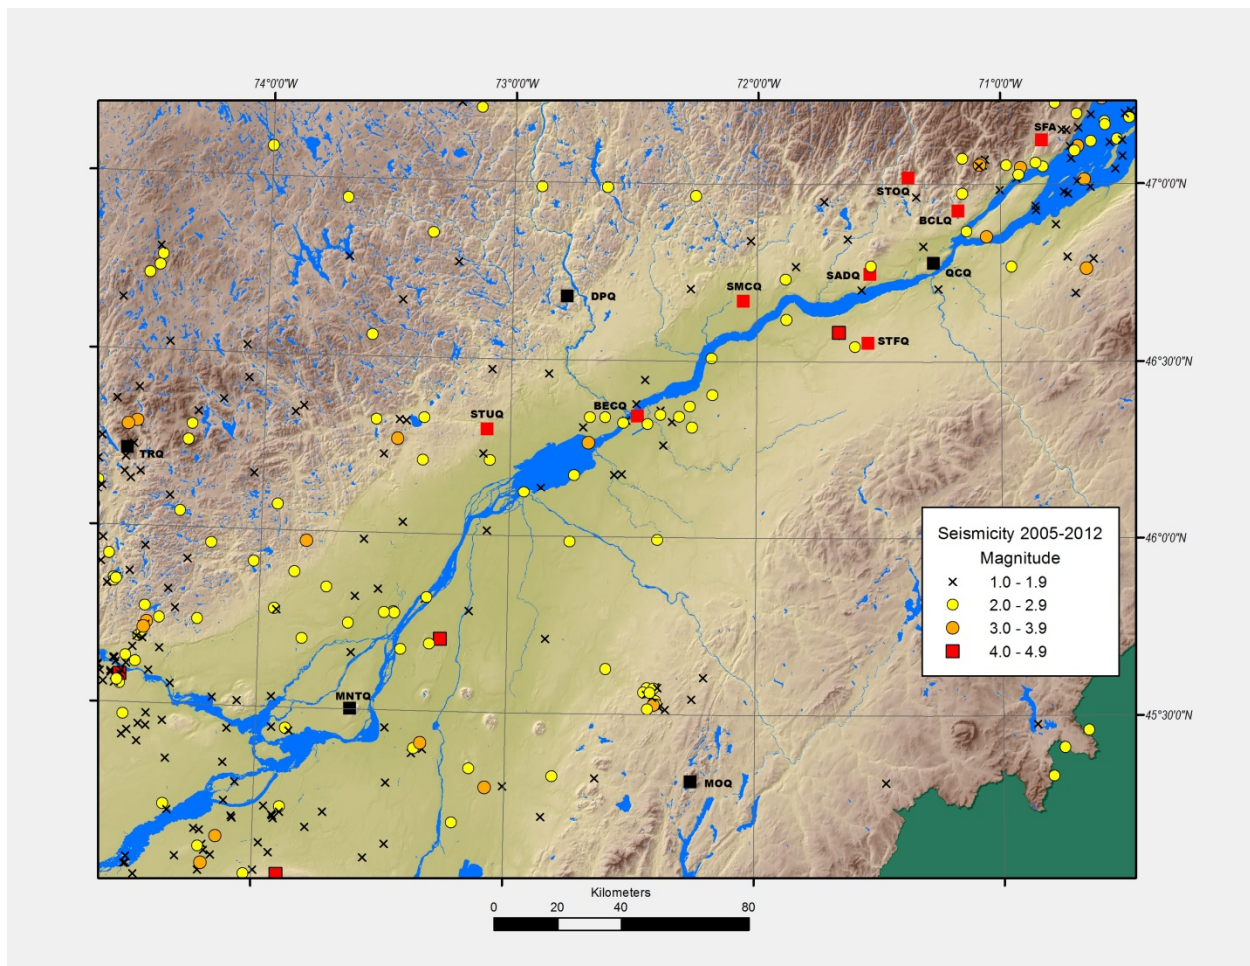 74°0'0"W 73°0'0"W 72°0'0"W 71°0'0"W
SFA
STOQ
47°0'0"N
BCLQ
SADQ
QCQ
SMCQ
DPQ
STFQ
46°30'0"N
BECQ
STUQ
TRQ
46°0'0"N
Seismicity 2005-2012
Magnitude
1.0 - 1.9
2.0 - 2.9
3.0 - 3.9
4.0 - 4.9
MNTQ
45°30'0"N
MOQ
Kilometers
0 20 40 80